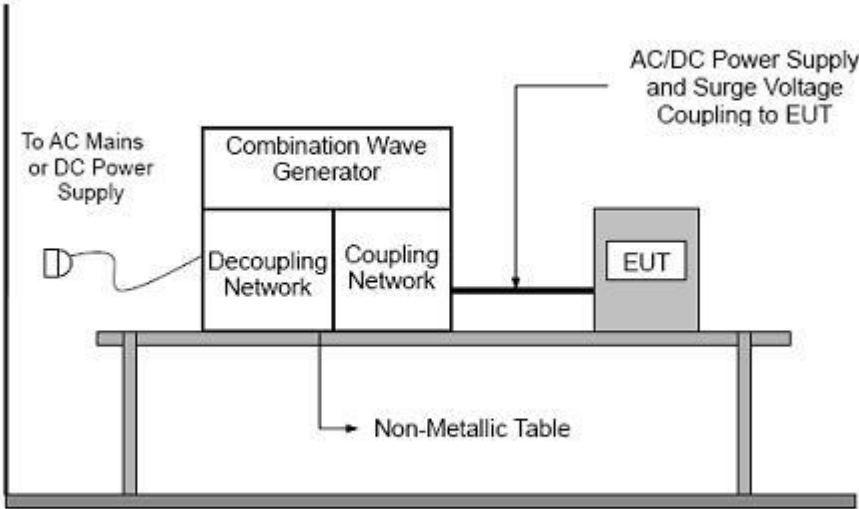 AC/DC Power Supply
and Surge Voltage
Coupling to EUT
To AC Mains
or DC Power
Supply
Combination Wave
Generator
Decoupling
Network
Coupling
Network
EUT
Non-Metallic Table